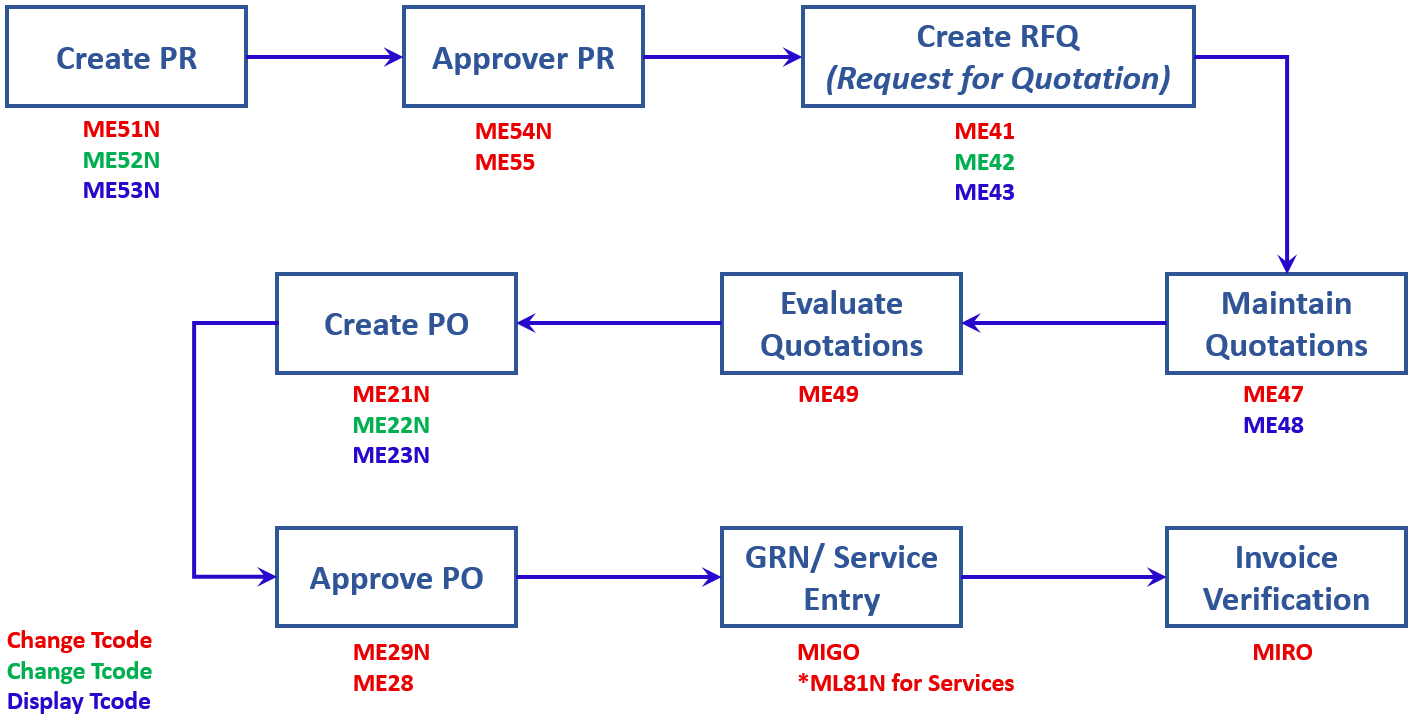 Create PR
Approver PR
Create RFQ
(Request for Quotation)
ME51N
ME52N
ME53N
ME54N
ME55
ME41
ME42
ME43
Maintain
Quotations
ME47
ME48
Evaluate
Quotations
ME49
Create PO
ME21N
ME22N
ME23N
Approve PO
ME29N
ME28
GRN/ Service
Entry
MIGO
*ML81N for Services
Invoice
Verification
MIRO
Change Tcode
Change Tcode
Display Tcode